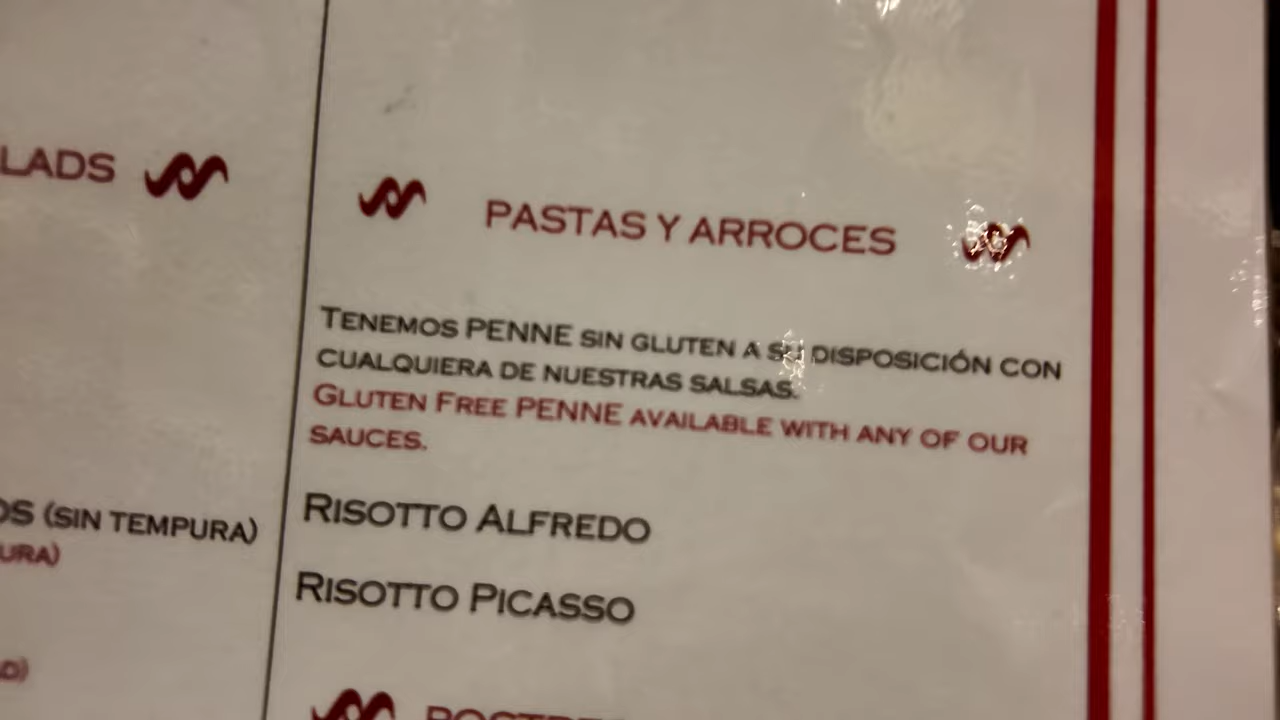 LADS
PASTAS Y ARROCES
TENEMOS PENNE SIN GLUTEN A SU DISPOSICIÓN CON
CUALQUIERA DE NUESTRAS SALSAS.
GLUTEN FREE PENNE AVAILABLE WITH ANY OF OUR
SAUCES.
RISOTTO ALFREDO
OS (SIN TEMPURA)
URA)
RISOTTO PICASSO